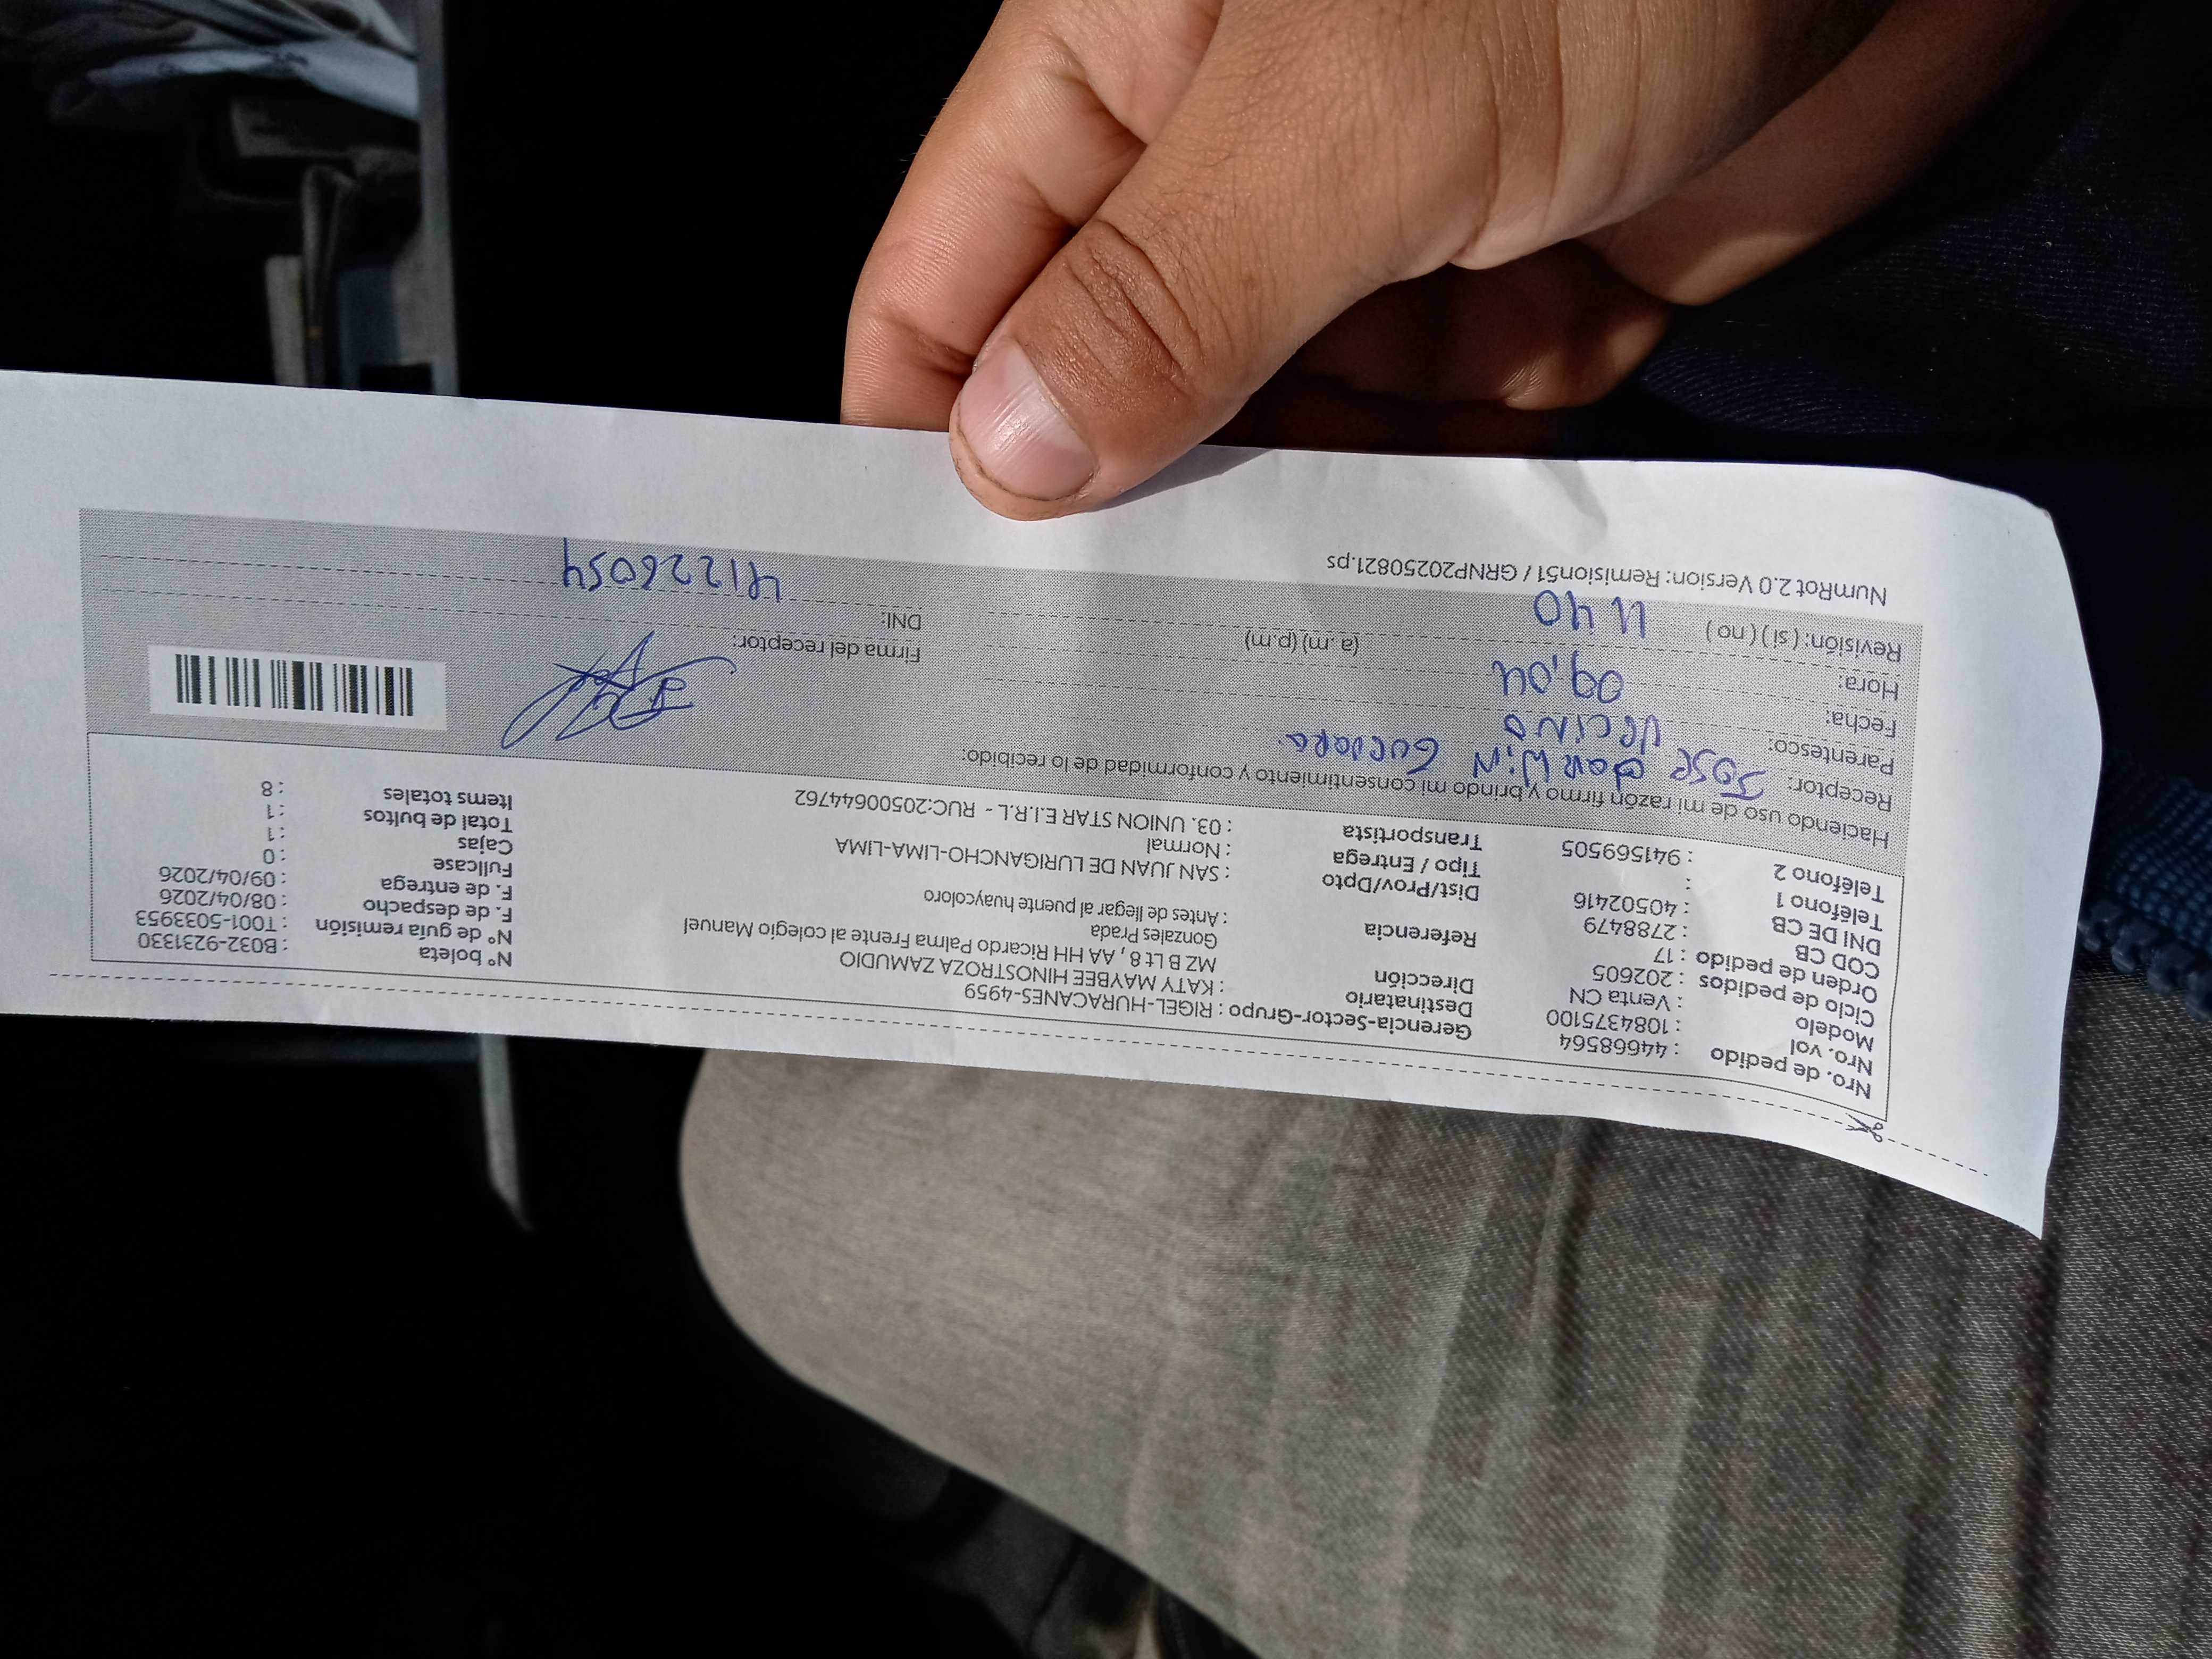 Nro. de pedido : 44668564
Nro. vol : 1084375100
Modelo : Venta CN
Ciclo de pedidos : 202605
Orden de pedido : 17
COD CB : 2788479
DNI DE CB : 40502416
Teléfono 1 :
Teléfono 2 : 941569505
Gerencia-Sector-Grupo : RIGEL-HURACANES-4959
Destinatario : KATY MAYBEE HINOSTROZA ZAMUDIO
Dirección MZ B Lt 8 , AA HH Ricardo Palma Frente al colegio Manuel
Gonzales Prada
Referencia : Antes de llegar al puente huaycoloro
Dist/Prov/Dpto : SAN JUAN DE LURIGANCHO-LIMA-LIMA
Tipo / Entrega : Normal
Transportista : 03. UNION STAR E.I.R.L - RUC:20500644762
N° boleta : B032-9231330
N° de guía remisión : T001-5033953
F. de despacho : 08/04/2026
F. de entrega : 09/04/2026
Fullcase : 0
Cajas : 1
Total de bultos : 1
Items totales : 8
Haciendo uso de mi razón firmo y brindo mi consentimiento y conformidad de lo recibido:
Receptor: JOSE darwiN Guevara
Parentesco: VeciNO
Fecha: 09,04
Hora: (a .m) (p.m)
Revisión: ( si ) ( no ) 11 40
Firma del receptor:
DNI: 41226054
NumRot 2.0 Version: Remision51 / GRNP20250821.ps